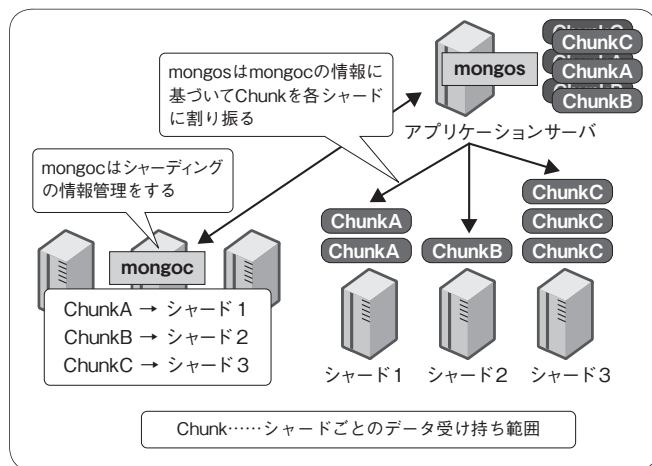 mongosはmongocの情報に
基づいてChunkを各シャード
に割り振る
mongos
ChunkC
ChunkC
ChunkA
ChunkA
ChunkB
ChunkB
アプリケーションサーバ
mongocはシャーディング
の情報管理をする
mongoc
ChunkA → シャード1
ChunkB → シャード2
ChunkC → シャード3
ChunkA
ChunkA
ChunkB
ChunkC
ChunkC
ChunkC
シャード1
シャード2
シャード3
Chunk……シャードごとのデータ受け持ち範囲